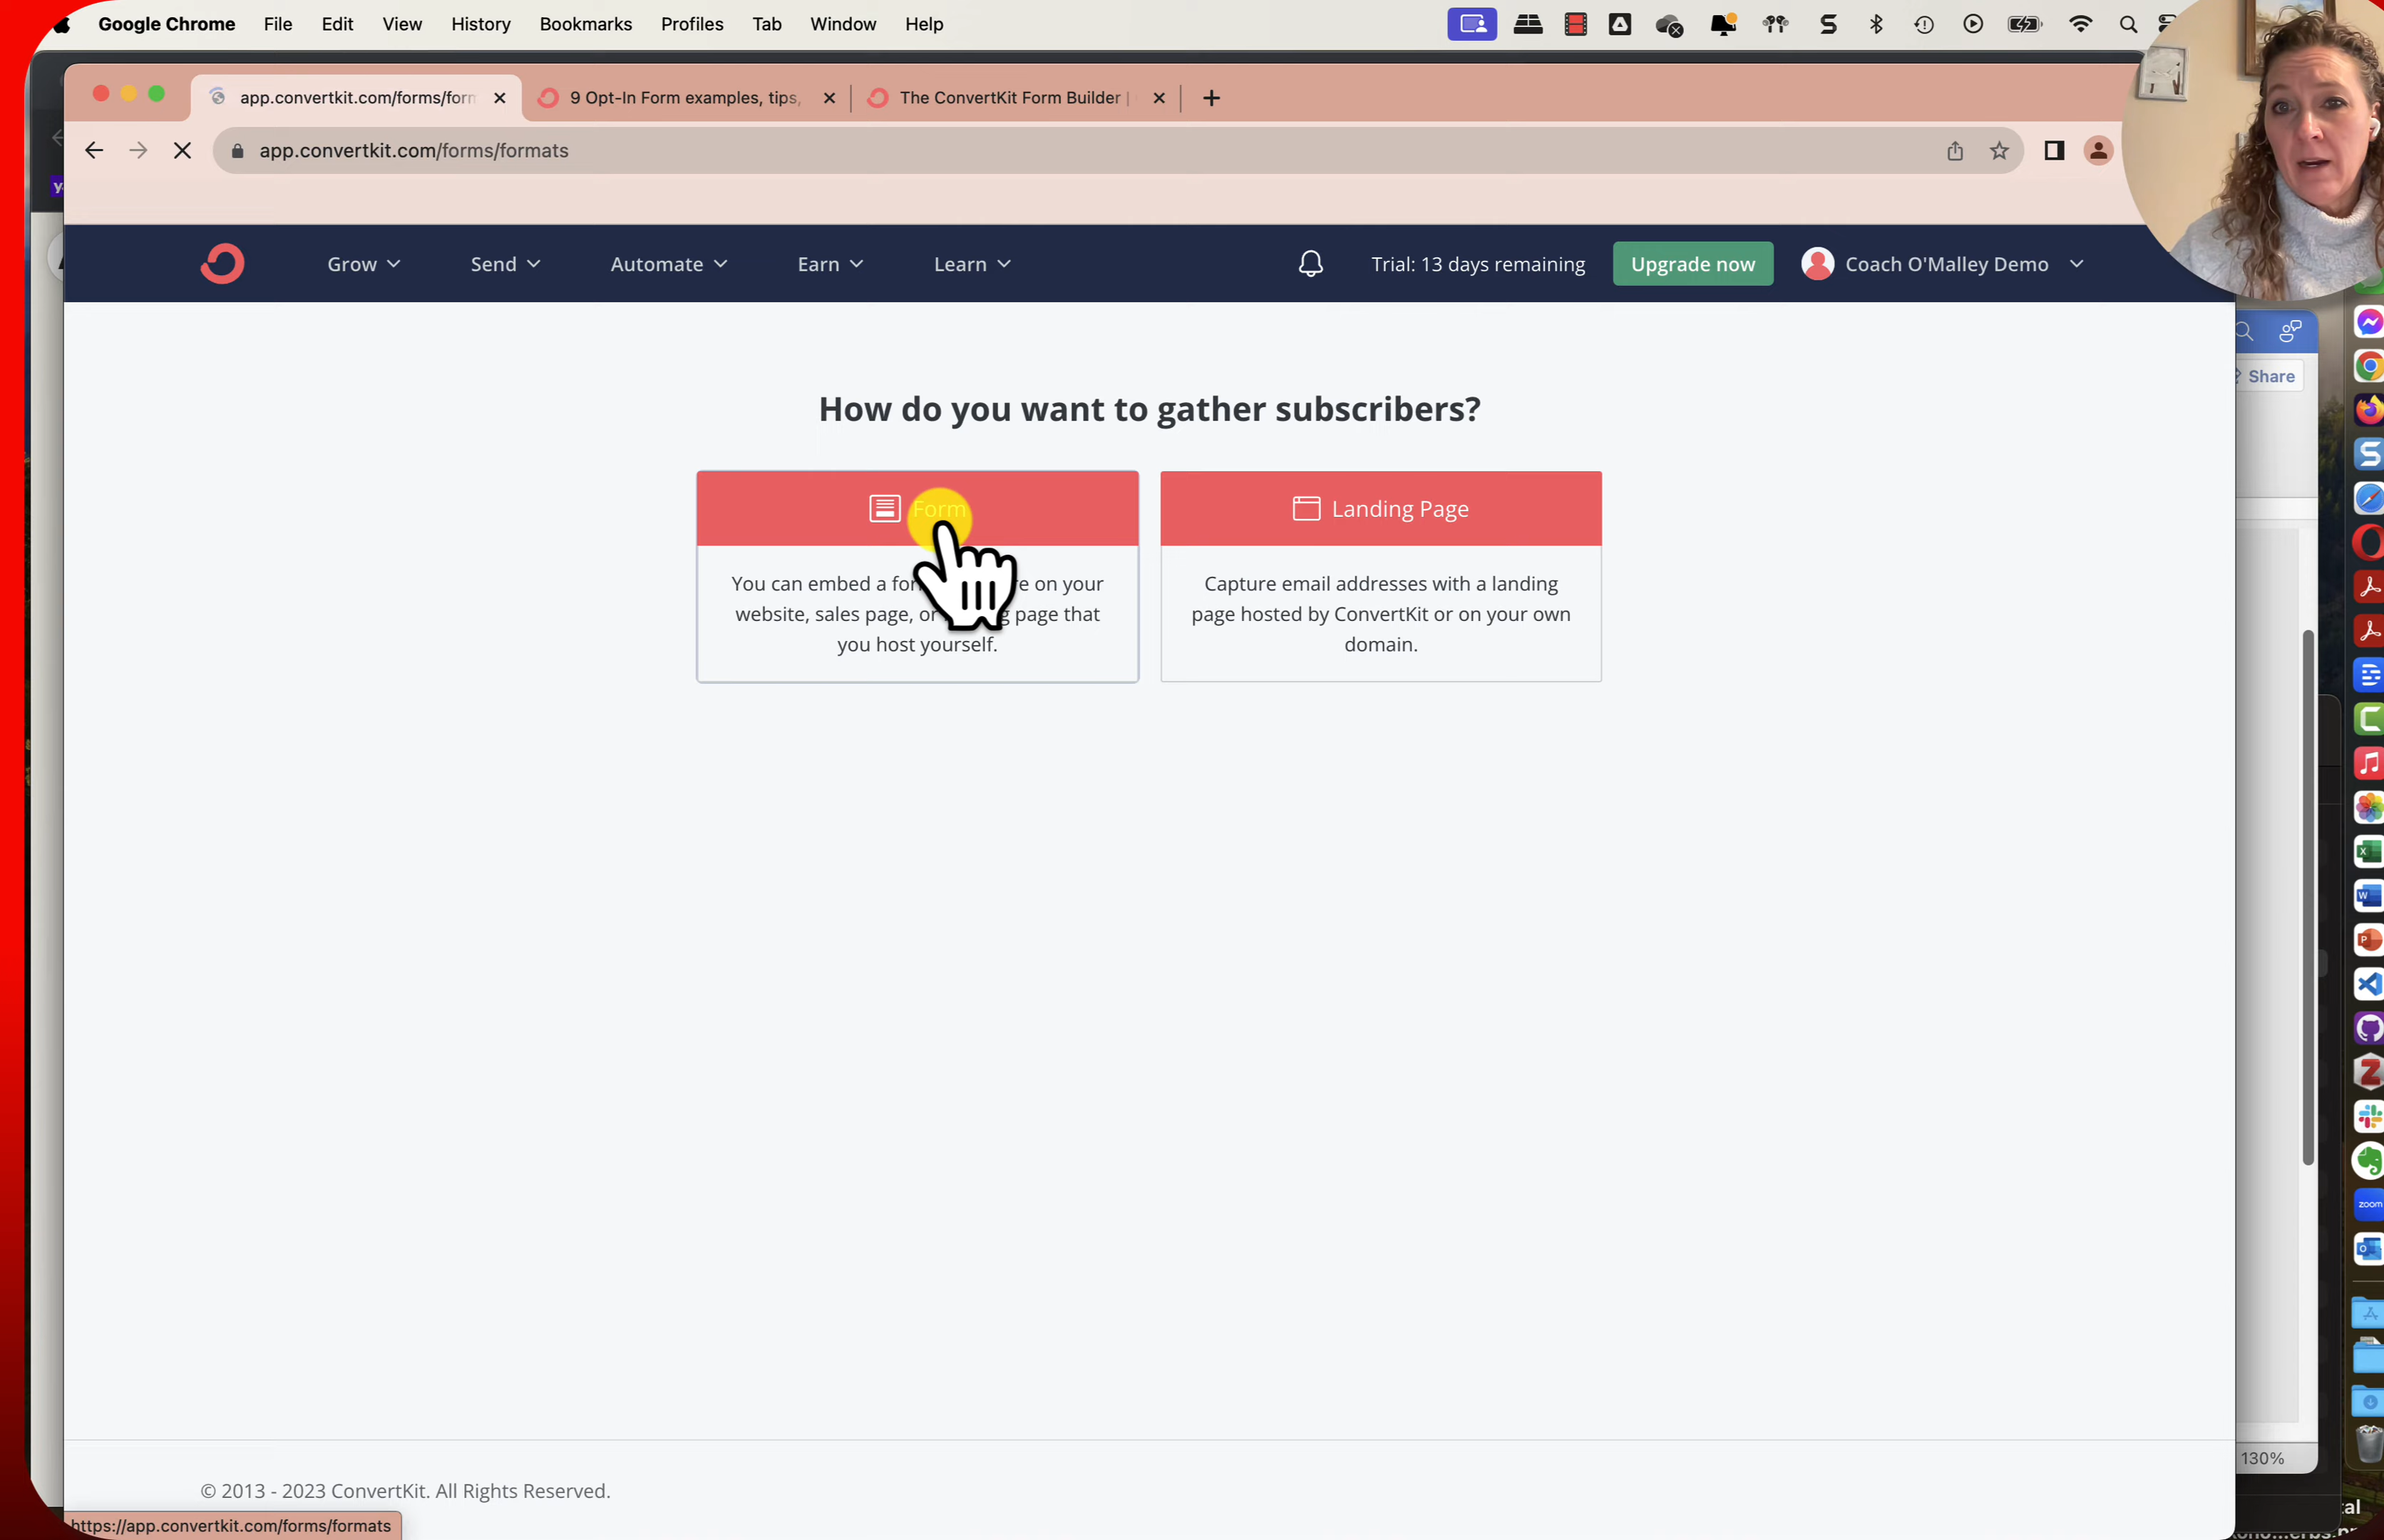 Google Chrome File Edit View History Bookmarks Profiles Tab Window Help
app.convertkit.com/forms/form
9 Opt-In Form examples, tips,
The ConvertKit Form Builder |
app.convertkit.com/forms/formats
Grow Send Automate Earn Learn Trial: 13 days remaining Upgrade now Coach O'Malley Demo
Share
How do you want to gather subscribers?
Form
You can embed a
on your
website, sales page, or
page that
you host yourself.
Landing Page
Capture email addresses with a landing
page hosted by ConvertKit or on your own
domain.
zoom
130%
© 2013 - 2023 ConvertKit. All Rights Reserved.
https://app.convertkit.com/forms/formats